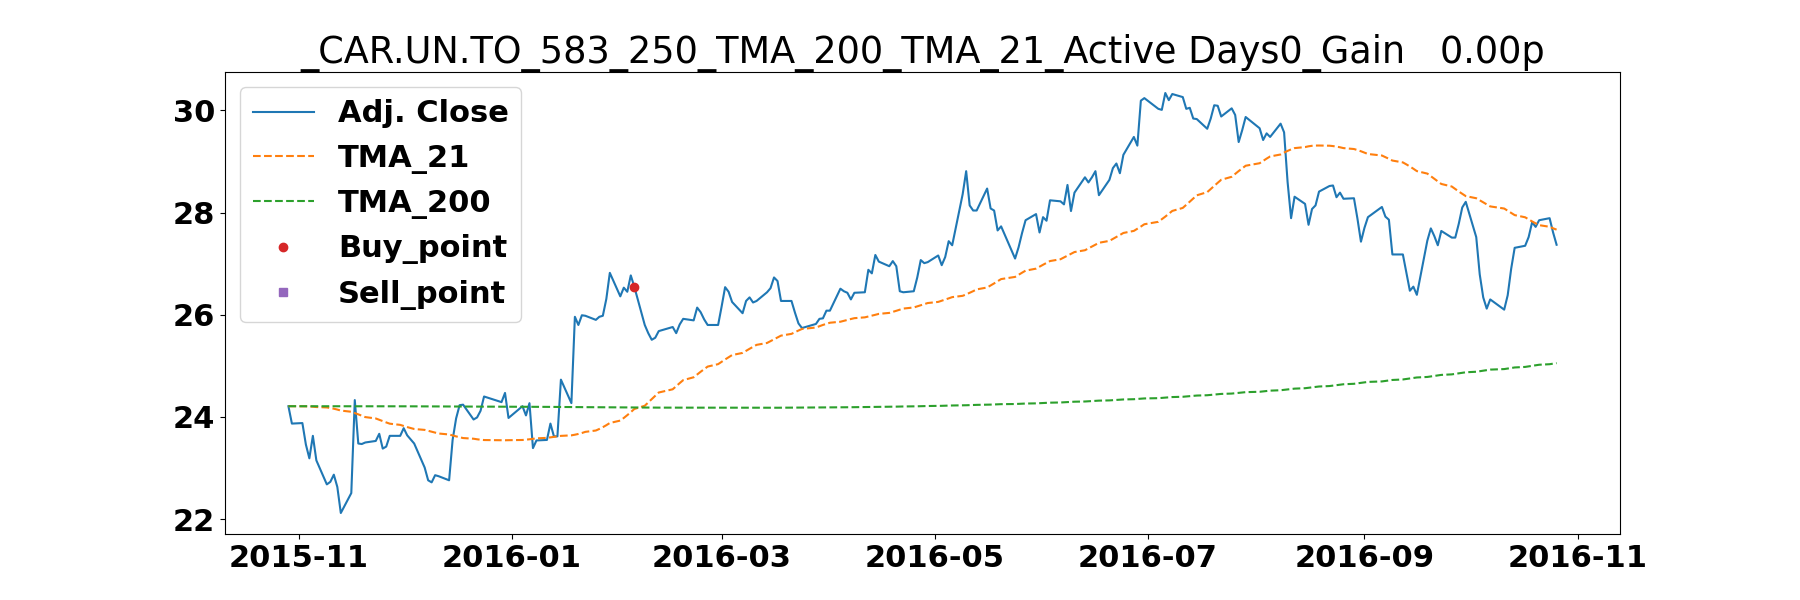 _CAR.UN.TO_583_250_TMA_200_TMA_21_Active Days0_Gain   0.00p
30
28
26
24
22
Adj. Close
TMA_21
TMA_200
Buy_point
Sell_point
2015-11 2016-01 2016-03 2016-05 2016-07 2016-09 2016-11